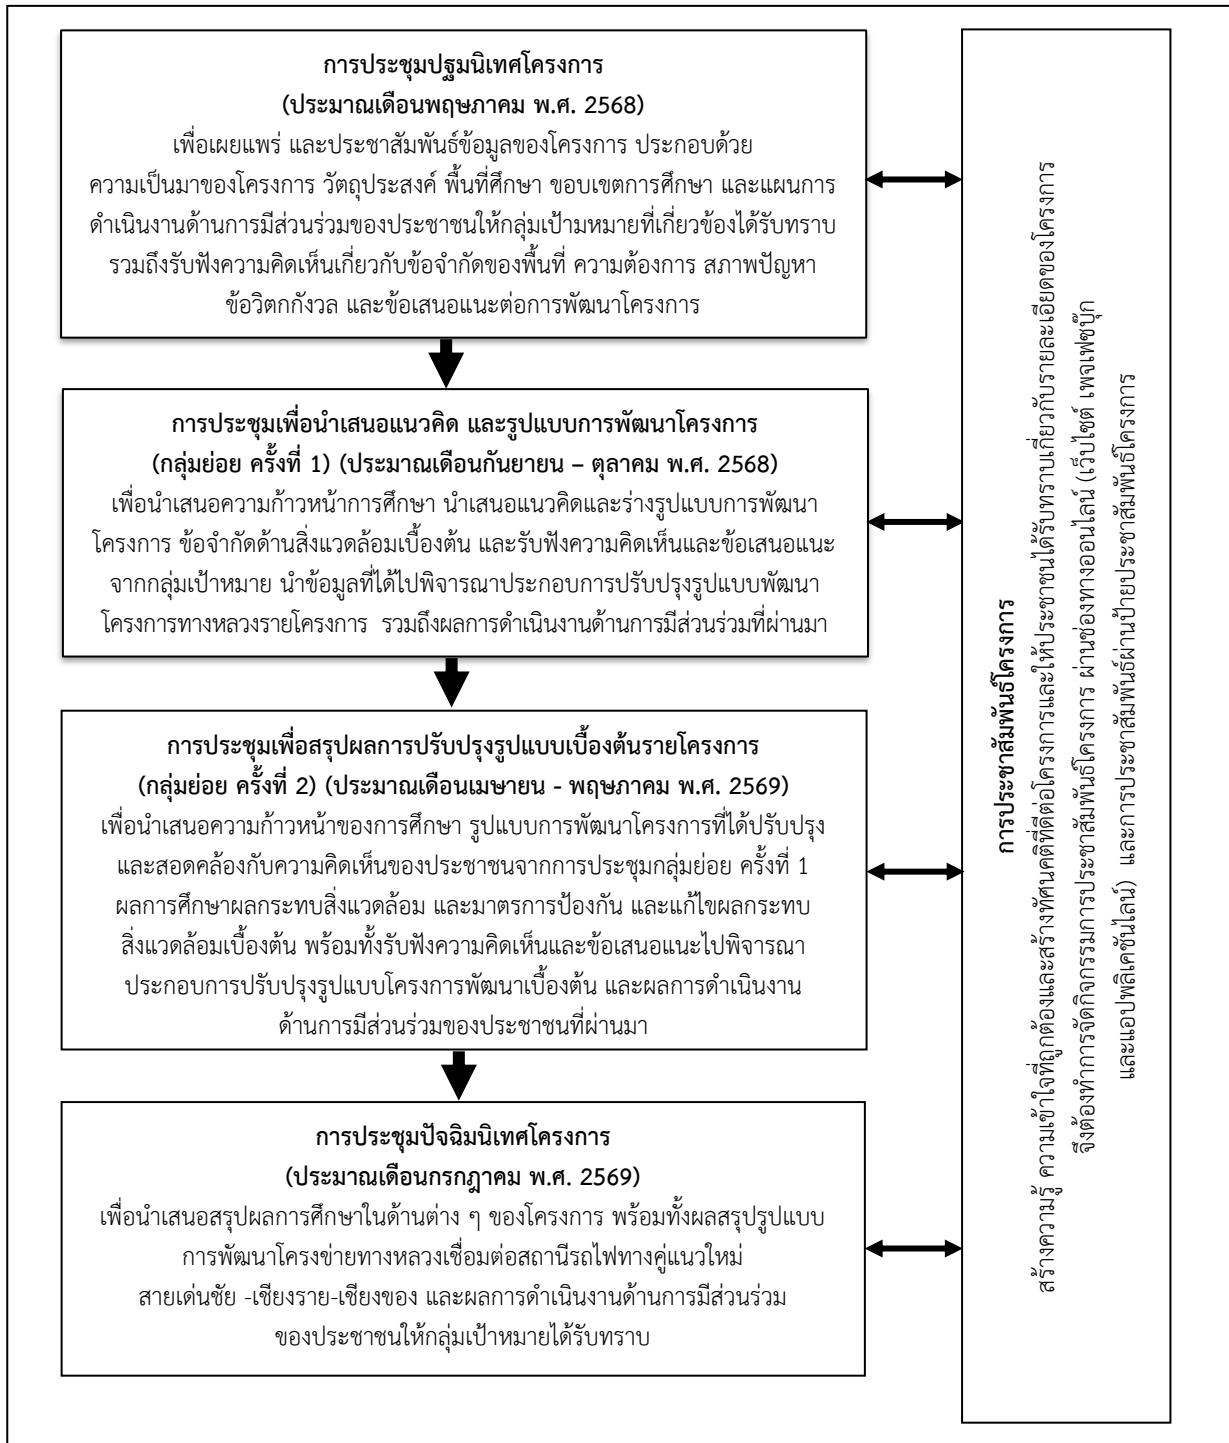 การประชุมปฐมนิเทศโครงการ
(ประมาณเดือนพฤษภาคม พ.ศ. 2568)
เพื่อเผยแพร่ และประชาสัมพันธ์ข้อมูลของโครงการ ประกอบด้วย
ความเป็นมาของโครงการ วัตถุประสงค์ พื้นที่ศึกษา ขอบเขตการศึกษา และแผนการ
ดำเนินงานด้านการมีส่วนร่วมของประชาชนให้กลุ่มเป้ามหมายที่เกี่ยวข้องได้รับทราบ
รวมถึงรับฟังความคิดเห็นเกี่ยวกับข้อจำกัดของพื้นที่ ความต้องการ สภาพปัญหา
ข้อวิตกกังวล และข้อเสนอแนะต่อการพัฒนาโครงการ
การประชุมเพื่อนำเสนอแนวคิด และรูปแบบการพัฒนาโครงการ
(กลุ่มย่อย ครั้งที่ 1) (ประมาณเดือนกันยายน – ตุลาคม พ.ศ. 2568)
เพื่อนำเสนอความก้าวหน้าการศึกษา นำเสนอแนวคิดและร่างรูปแบบการพัฒนา
โครงการ ข้อจำกัดด้านสิ่งแวดล้อมเบื้องต้น และรับฟังความคิดเห็นและข้อเสนอแนะ
จากกลุ่มเป้าหมาย นำข้อมูลที่ได้ไปพิจารณาประกอบการปรับปรุงรูปแบบพัฒนา
โครงการทางหลวงรายโครงการ รวมถึงผลการดำเนินงานด้านการมีส่วนร่วมที่ผ่านมา
การประชุมเพื่อสรุปผลการปรับปรุงรูปแบบเบื้องต้นรายโครงการ
(กลุ่มย่อย ครั้งที่ 2) (ประมาณเดือนเมษายน - พฤษภาคม พ.ศ. 2569)
เพื่อนำเสนอความก้าวหน้าของการศึกษา รูปแบบการพัฒนาโครงการที่ได้ปรับปรุง
และสอดคล้องกับความคิดเห็นของประชาชนจากการประชุมกลุ่มย่อย ครั้งที่ 1
ผลการศึกษาผลกระทบสิ่งแวดล้อม และมาตรการป้องกัน และแก้ไขผลกระทบ
สิ่งแวดล้อมเบื้องต้น พร้อมทั้งรับฟังความคิดเห็นและข้อเสนอแนะไปพิจารณา
ประกอบการปรับปรุงรูปแบบโครงการพัฒนาเบื้องต้น และผลการดำเนินงาน
ด้านการมีส่วนร่วมของประชาชนที่ผ่านมา
การประชุมปัจฉิมนิเทศโครงการ
(ประมาณเดือนกรกฎาคม พ.ศ. 2569)
เพื่อนำเสนอสรุปผลการศึกษาในด้านต่าง ๆ ของโครงการ พร้อมทั้งผลสรุปรูปแบบ
การพัฒนาโครงข่ายทางหลวงเชื่อมต่อสถานีรถไฟทางคู่แนวใหม่
สายเด่นชัย -เชียงราย-เชียงของ และผลการดำเนินงานด้านการมีส่วนร่วม
ของประชาชนให้กลุ่มเป้าหมายได้รับทราบ
การประชาสัมพันธ์โครงการ
สร้างความรู้ ความเข้าใจที่ถูกต้องและสร้างทัศนคติที่ดีต่อโครงการและให้ประชาชนได้รับทราบเกี่ยวกับรายละเอียดของโครงการ
จึงต้องทำการจัดกิจกรรมการประชาสัมพันธ์โครงการ ผ่านช่องทางออนไลน์ (เว็บไซต์ เพจเฟซบุ๊ก
และแอปพลิเคชันไลน์) และการประชาสัมพันธ์ผ่านป้ายประชาสัมพันธ์โครงการ